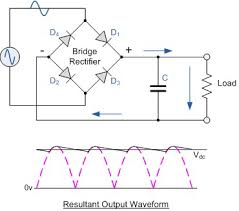 D4
D1
-
Bridge
Rectifier
+
D2
D3
C
Load
Vdc
0v
Resultant Output Waveform